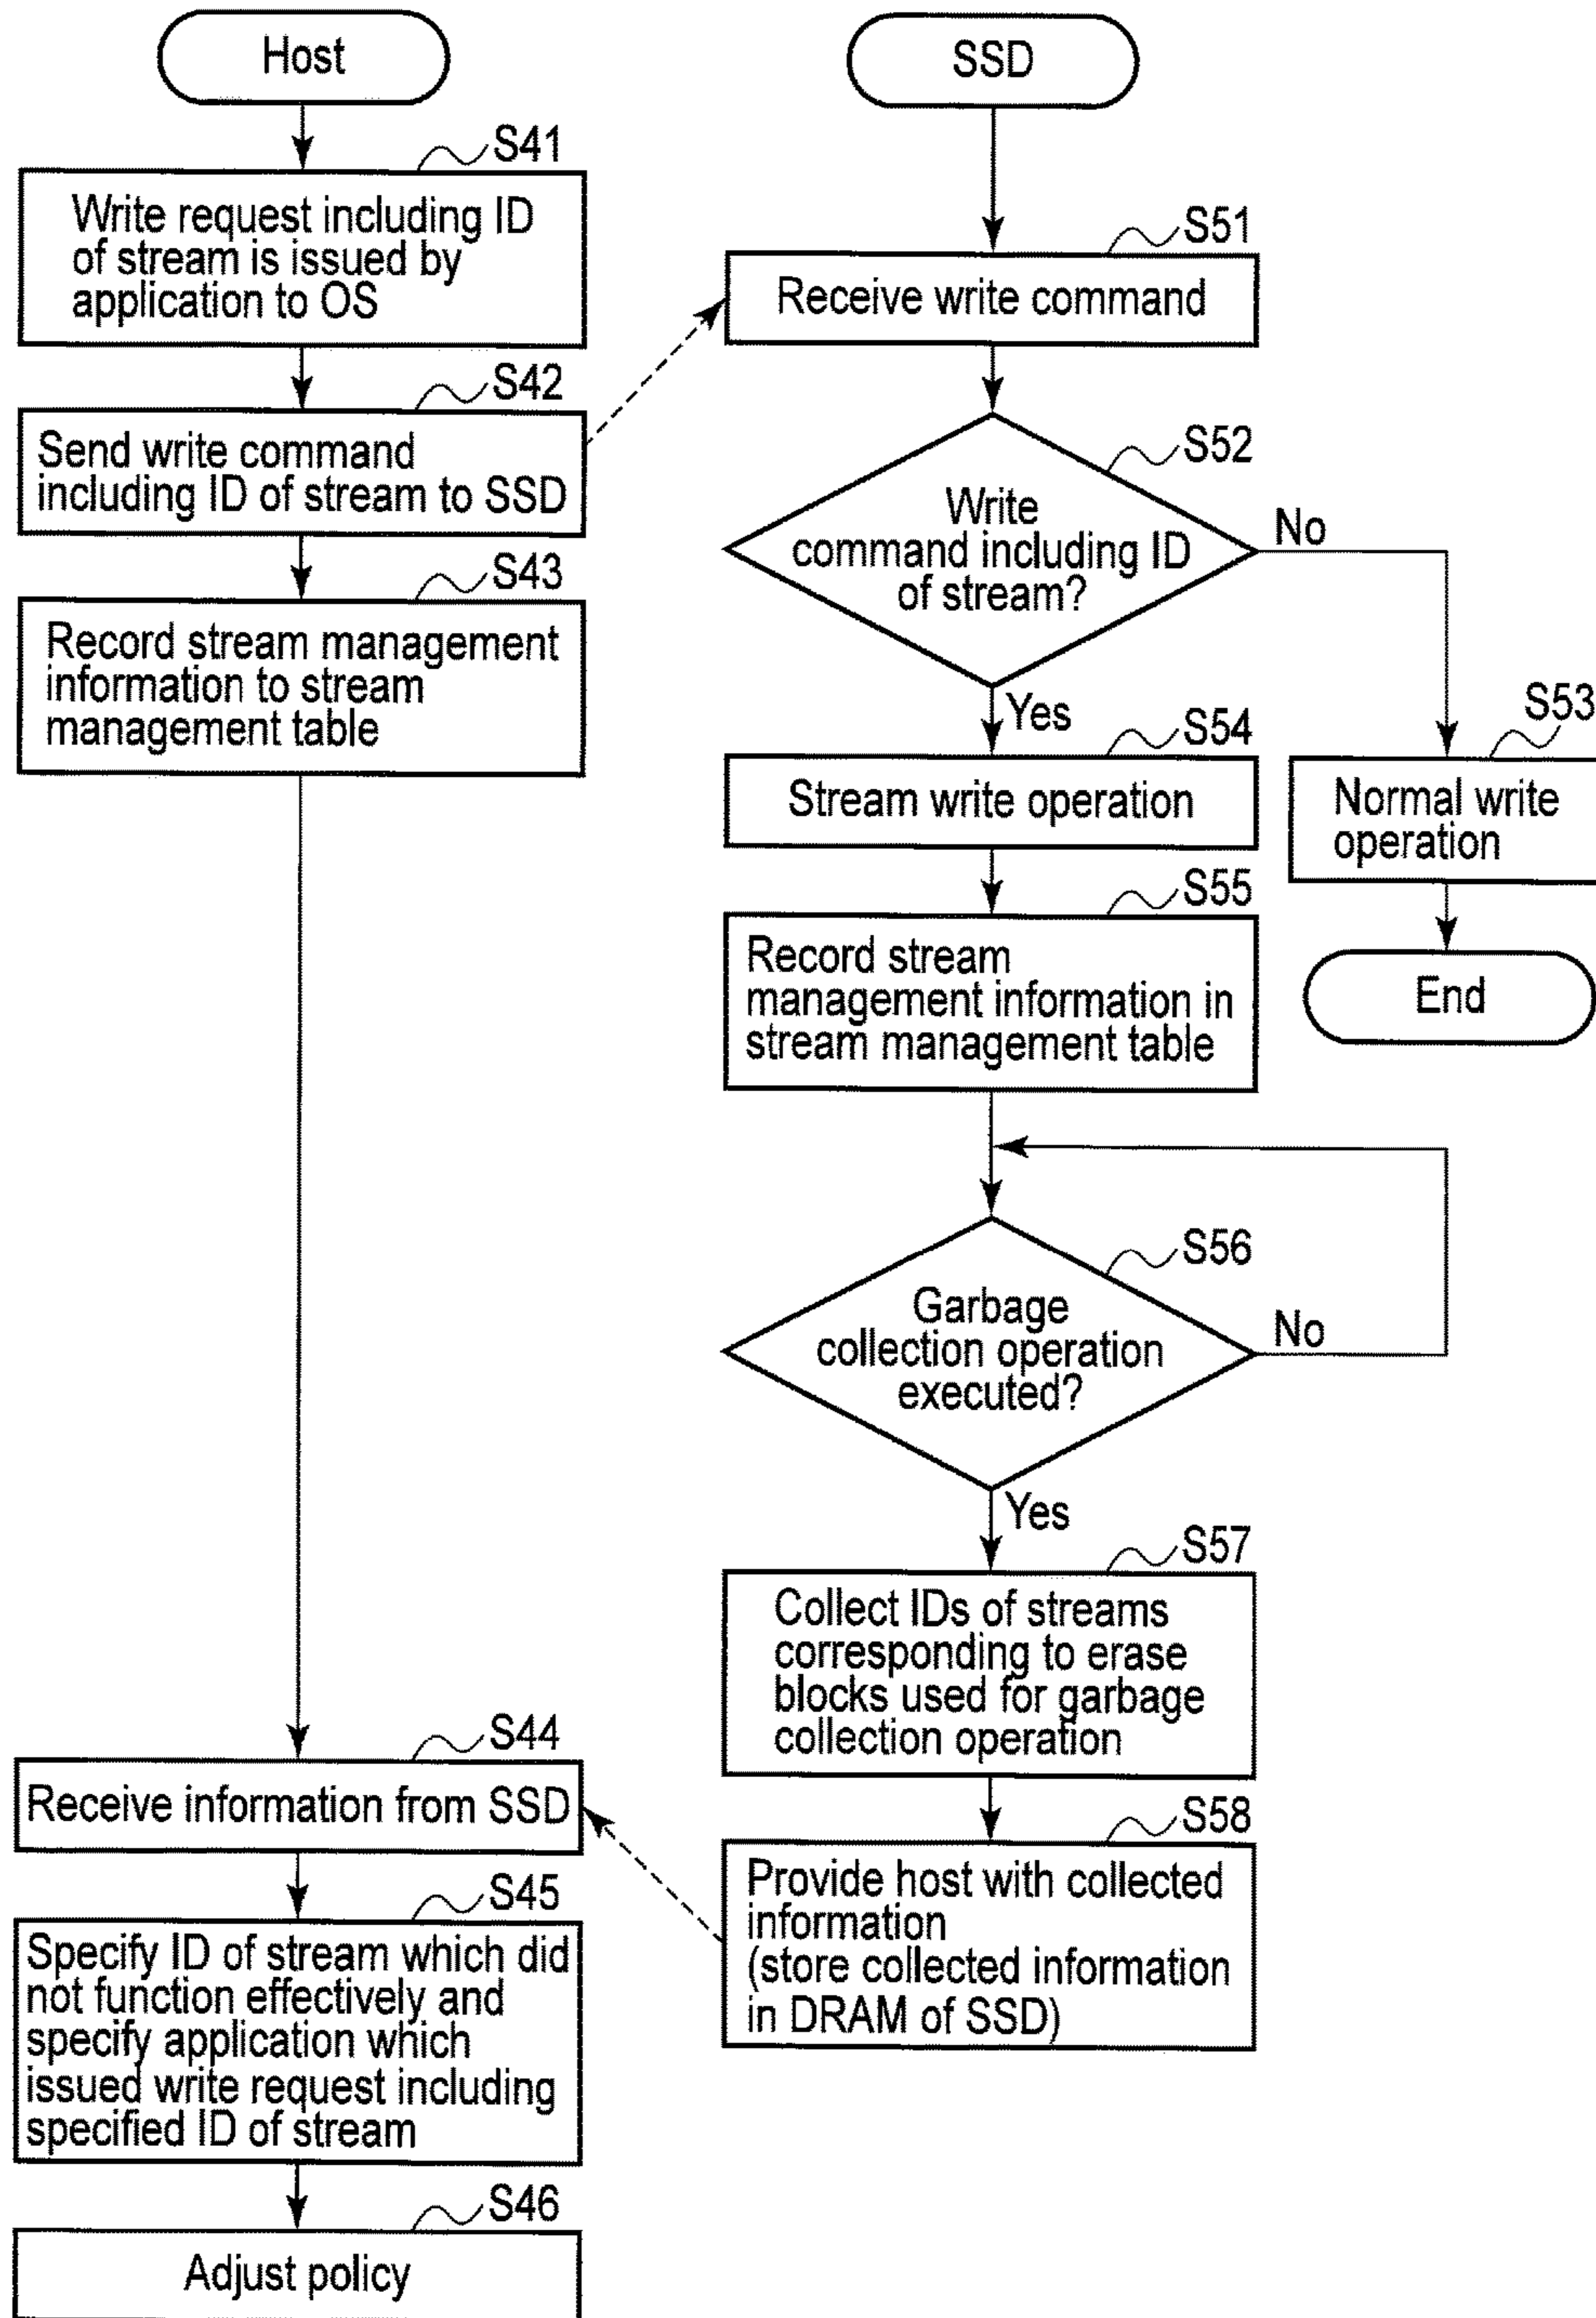 Host
S41
Write request including ID
of stream is issued by
application to OS
S42
Send write command
including ID of stream to SSD
S43
Record stream management
information to stream
management table
S44
Receive information from SSD
S45
Specify ID of stream which did
not function effectively and
specify application which
issued write request including
specified ID of stream
S46
Adjust policy
SSD
S51
Receive write command
S52
Write
command including ID
of stream?
No
Yes
S53
Normal write
operation
End
S54
Stream write operation
S55
Record stream
management information in
stream management table
S56
Garbage
collection operation
executed?
No
Yes
S57
Collect IDs of streams
corresponding to erase
blocks used for garbage
collection operation
S58
Provide host with collected
information
(store collected information
in DRAM of SSD)